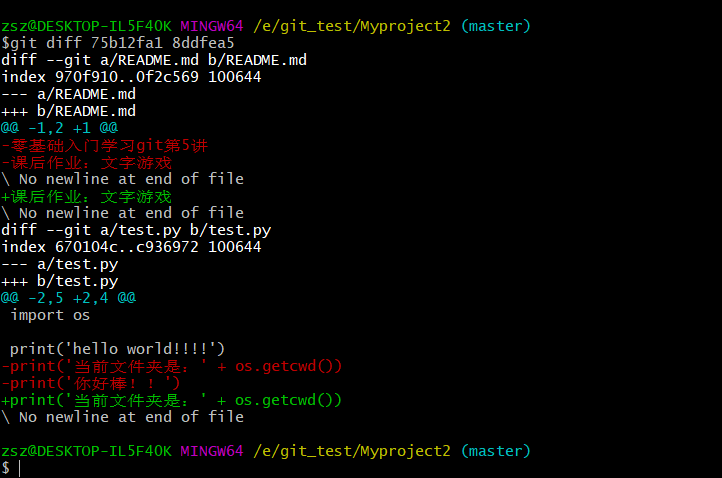 zsz@DESKTOP-IL5F4OK MINGW64 /e/git_test/Myproject2 (master)
$git diff 75b12fa1 8ddfea5
diff --git a/README.md b/README.md
index 970f910..0f2c569 100644
--- a/README.md
+++ b/README.md
@@ -1,2 +1 @@
-零基础入门学习git第5讲
-课后作业：文字游戏
\ No newline at end of file
+课后作业：文字游戏
\ No newline at end of file
diff --git a/test.py b/test.py
index 670104c..c936972 100644
--- a/test.py
+++ b/test.py
@@ -2,5 +2,4 @@
 import os
 print('hello world!!!!')
-print('当前文件夹是：' + os.getcwd())
-print('你好棒！！')
+print('当前文件夹是：' + os.getcwd())
\ No newline at end of file
zsz@DESKTOP-IL5F4OK MINGW64 /e/git_test/Myproject2 (master)
$